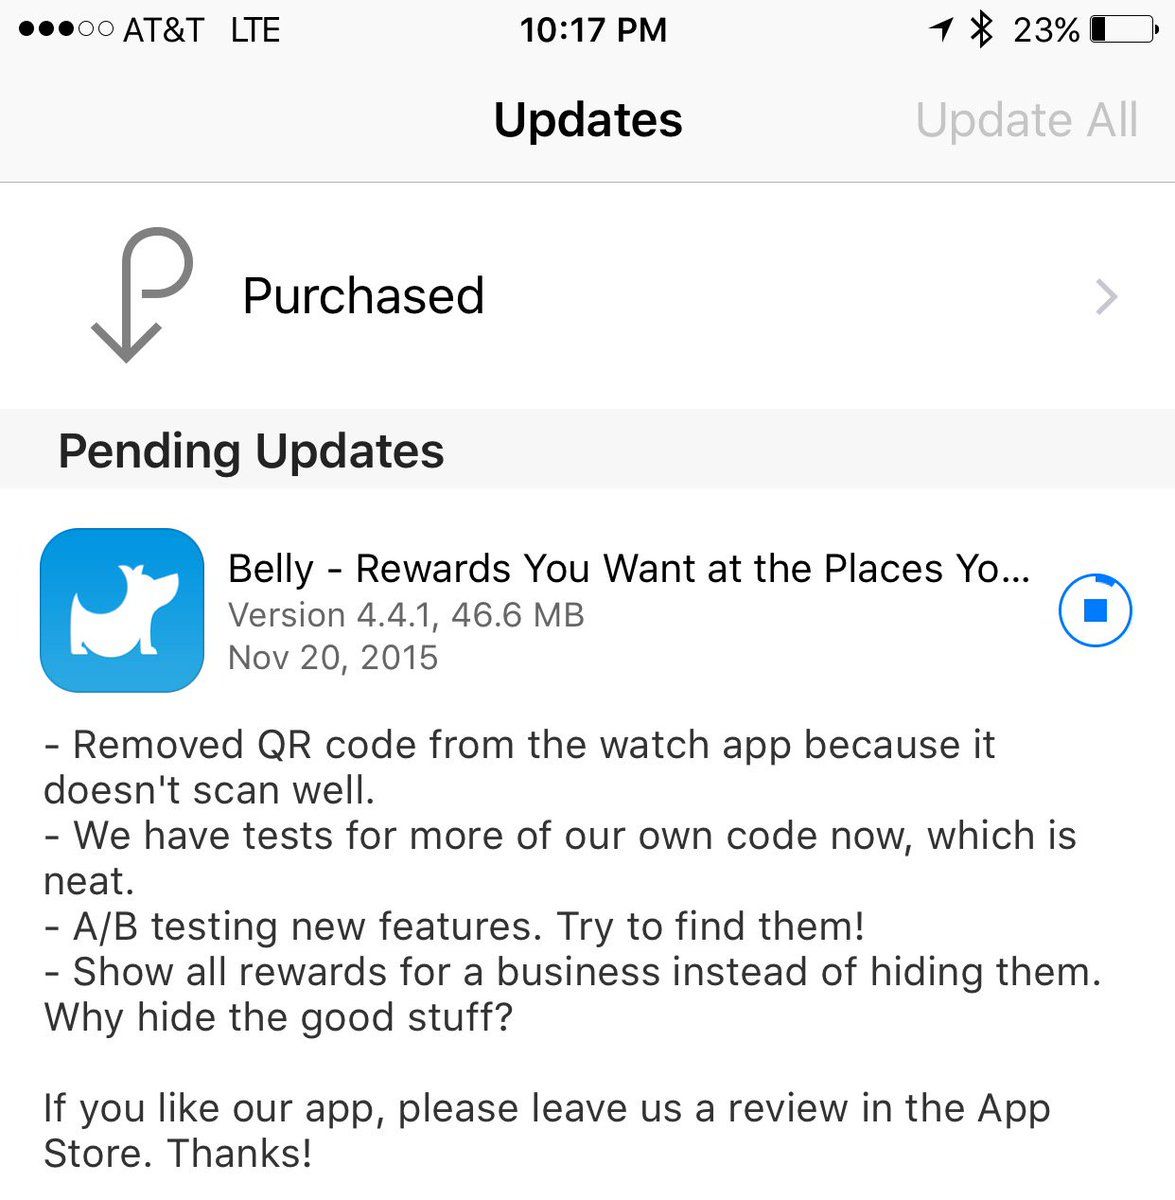 AT&T LTE 10:17 PM 23%
Updates Update All
Purchased
Pending Updates
Belly - Rewards You Want at the Places Yo...
Version 4.4.1, 46.6 MB
Nov 20, 2015
- Removed QR code from the watch app because it
doesn't scan well.
- We have tests for more of our own code now, which is
neat.
- A/B testing new features. Try to find them!
- Show all rewards for a business instead of hiding them.
Why hide the good stuff?
If you like our app, please leave us a review in the App
Store. Thanks!